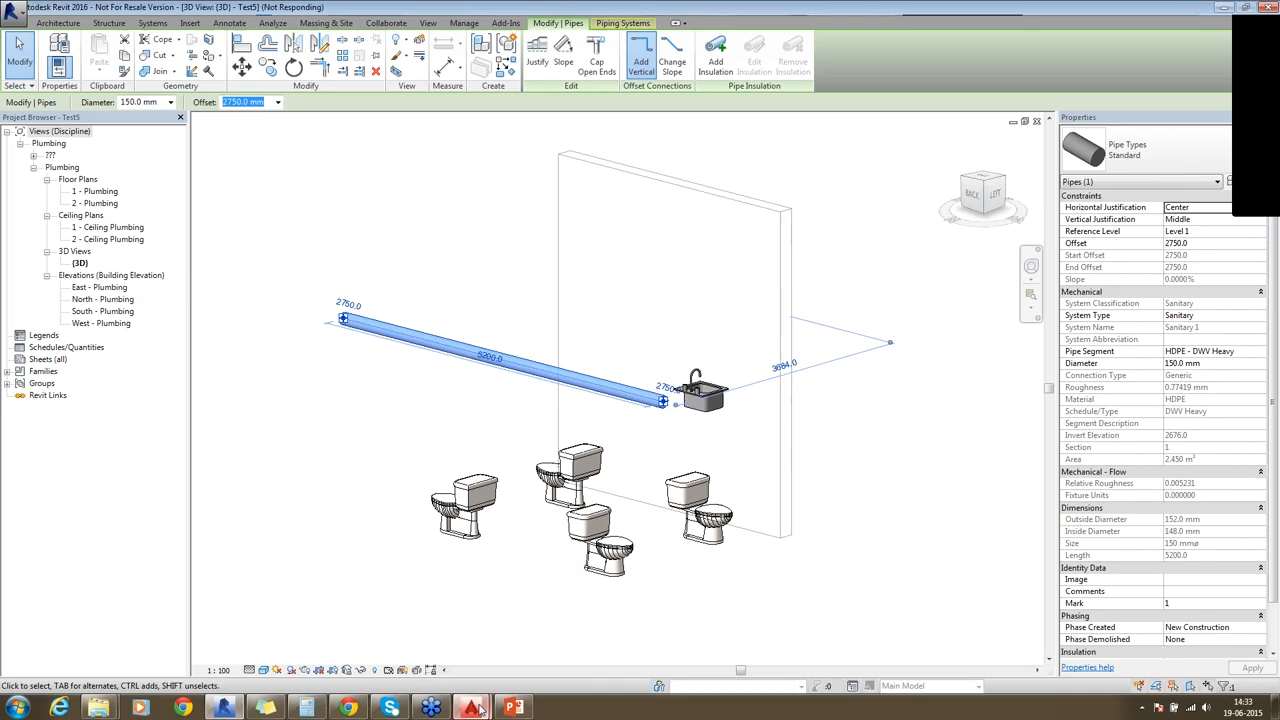 Autodesk Revit 2016 - Not For Resale Version - [3D View: {3D} - Test5] (Not Responding)
Architecture Structure Systems Insert Annotate Analyze Massing & Site Collaborate View Manage Add-Ins Modify | Pipes Piping Systems
Modify Paste Cope Cut Join Justify Slope Cap Open Ends Add Vertical Change Slope Add Insulation Edit Insulation Remove Insulation
Select Properties Clipboard Geometry Modify View Measure Create Edit Offset Connections Pipe Insulation
Modify | Pipes Diameter: 150.0 mm Offset: 2750.0 mm
Project Browser - Test5
Views (Discipline)
Plumbing
???
Plumbing
Floor Plans
1 - Plumbing
2 - Plumbing
Ceiling Plans
1 - Ceiling Plumbing
2 - Ceiling Plumbing
3D Views
{3D}
Elevations (Building Elevation)
East - Plumbing
North - Plumbing
South - Plumbing
West - Plumbing
Legends
Schedules/Quantities
Sheets (all)
Families
Groups
Revit Links
BACK LEFT
2750.0
5200.0
2750.0
3684.0
1 : 100
Properties
Pipe Types
Standard
Pipes (1)
Constraints
Horizontal Justification Center
Vertical Justification Middle
Reference Level Level 1
Offset 2750.0
Start Offset 2750.0
End Offset 2750.0
Slope 0.0000%
Mechanical
System Classification Sanitary
System Type Sanitary
System Name Sanitary 1
System Abbreviation
Pipe Segment HDPE - DWV Heavy
Diameter 150.0 mm
Connection Type Generic
Roughness 0.77419 mm
Material HDPE
Schedule/Type DWV Heavy
Segment Description
Invert Elevation 2676.0
Section 1
Area 2.450 m²
Mechanical - Flow
Relative Roughness 0.005231
Fixture Units 0.000000
Dimensions
Outside Diameter 152.0 mm
Inside Diameter 148.0 mm
Size 150 mmø
Length 5200.0
Identity Data
Image
Comments
Mark 1
Phasing
Phase Created New Construction
Phase Demolished None
Insulation
Properties help Apply
Click to select, TAB for alternates, CTRL adds, SHIFT unselects. :0 Main Model :1
14:33
19-06-2015